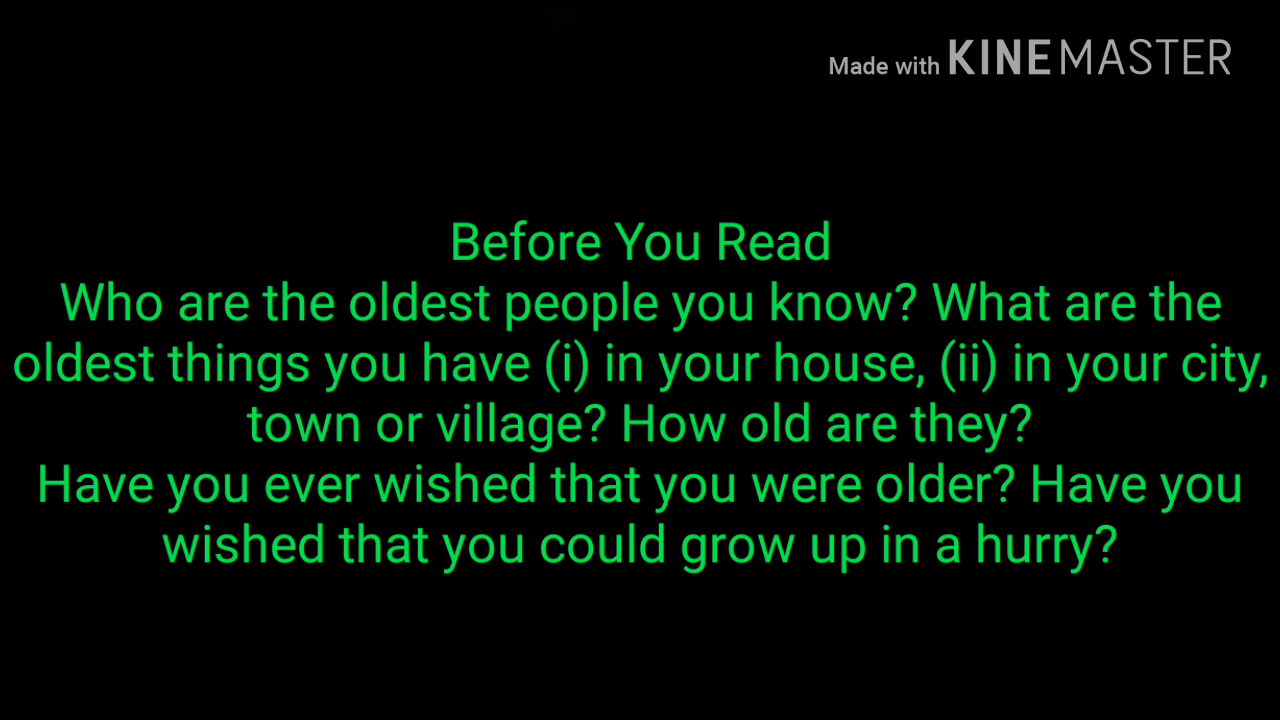 Made with KINEMASTER
Before You Read
Who are the oldest people you know? What are the
oldest things you have (i) in your house, (ii) in your city,
town or village? How old are they?
Have you ever wished that you were older? Have you
wished that you could grow up in a hurry?